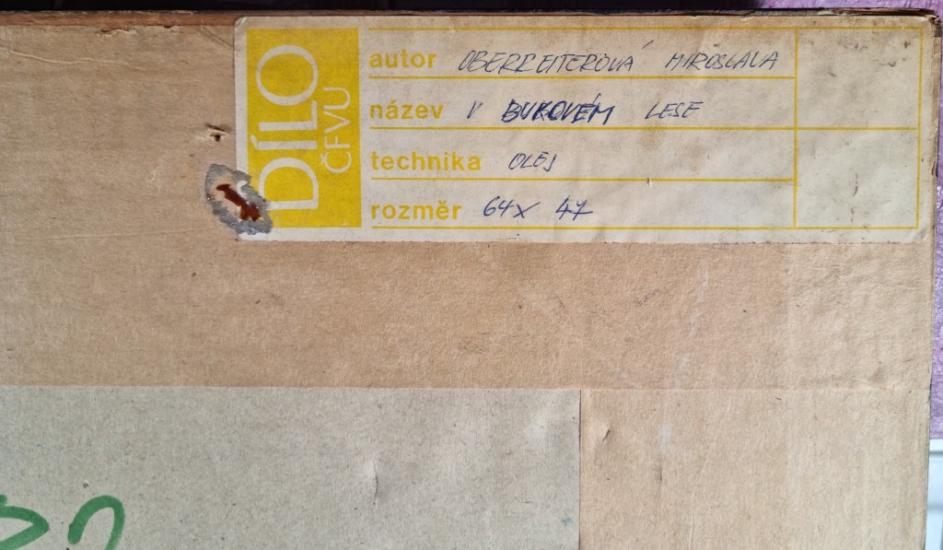 DÍLO
ČFVU
autor OBERREITEROVÁ MIROSLAVA
název V BUKOVÉM LESE
technika OLEJ
rozměr 64x 47